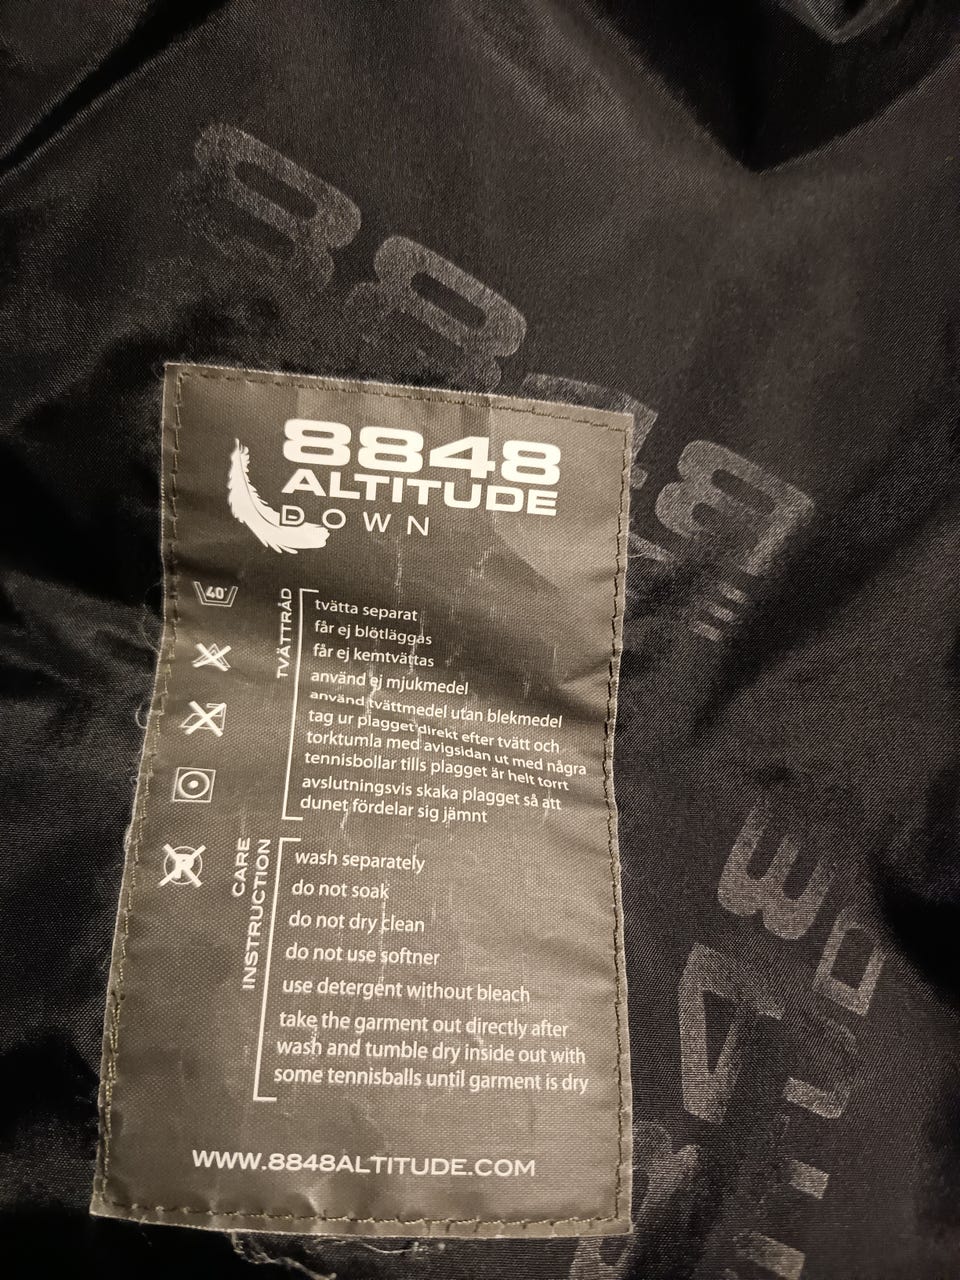 8848
ALTITUDE
DOWN
40°
TVÄTTRÅD
tvätta separat
får ej blötläggas
får ej kemtvättas
använd ej mjukmedel
använd tvättmedel utan blekmedel
tag ur plagget direkt efter tvätt och
torktumla med avigsidan ut med några
tennisbollar tills plagget är helt torrt
avslutningsvis skaka plagget så att
dunet fördelar sig jämnt
CARE
INSTRUCTION
wash separately
do not soak
do not dry clean
do not use softner
use detergent without bleach
take the garment out directly after
wash and tumble dry inside out with
some tennisballs until garment is dry
WWW.8848ALTITUDE.COM